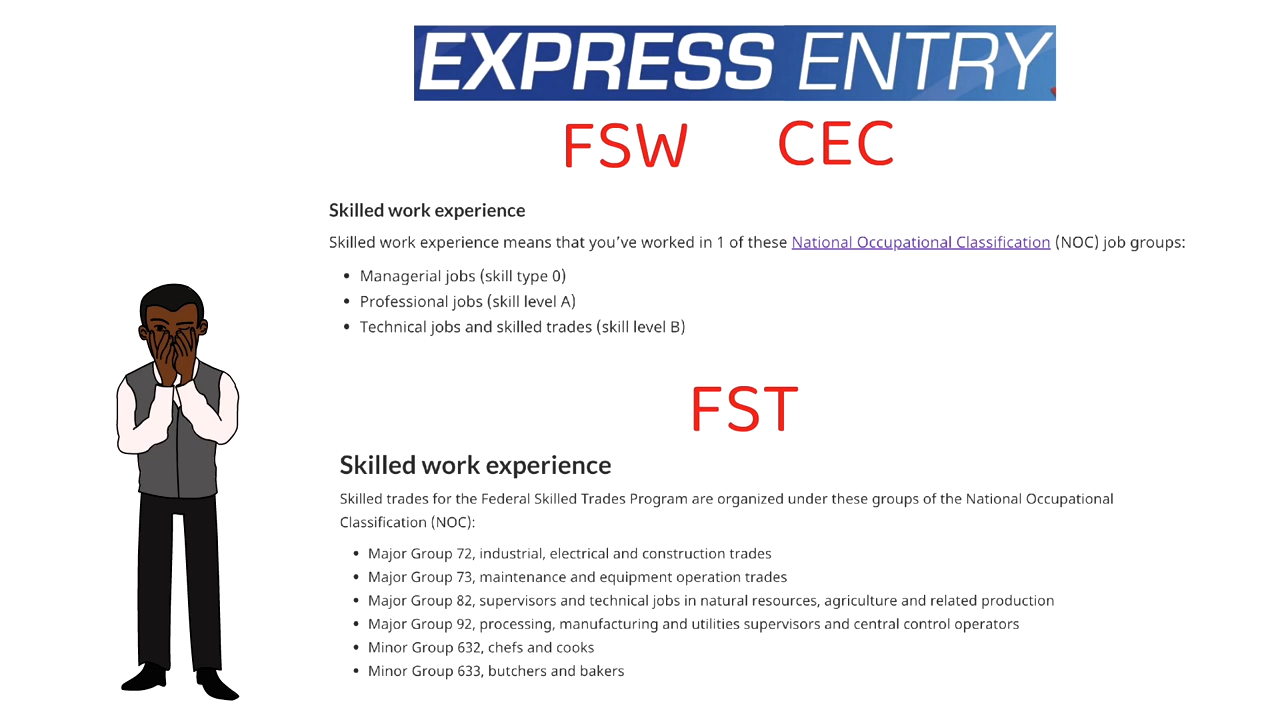 EXPRESS ENTRY
FSW CEC
Skilled work experience
Skilled work experience means that you’ve worked in 1 of these National Occupational Classification (NOC) job groups:
• Managerial jobs (skill type 0)
• Professional jobs (skill level A)
• Technical jobs and skilled trades (skill level B)
FST
Skilled work experience
Skilled trades for the Federal Skilled Trades Program are organized under these groups of the National Occupational
Classification (NOC):
• Major Group 72, industrial, electrical and construction trades
• Major Group 73, maintenance and equipment operation trades
• Major Group 82, supervisors and technical jobs in natural resources, agriculture and related production
• Major Group 92, processing, manufacturing and utilities supervisors and central control operators
• Minor Group 632, chefs and cooks
• Minor Group 633, butchers and bakers